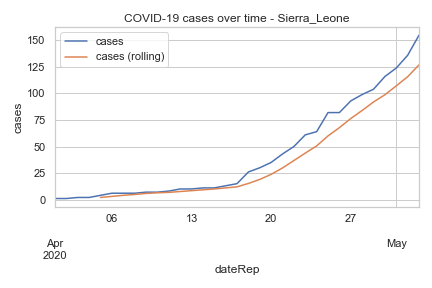 COVID-19 cases over time - Sierra_Leone
cases
cases (rolling)
150
125
100
75
50
25
0
cases
06
13
20
27
Apr
2020
May
dateRep